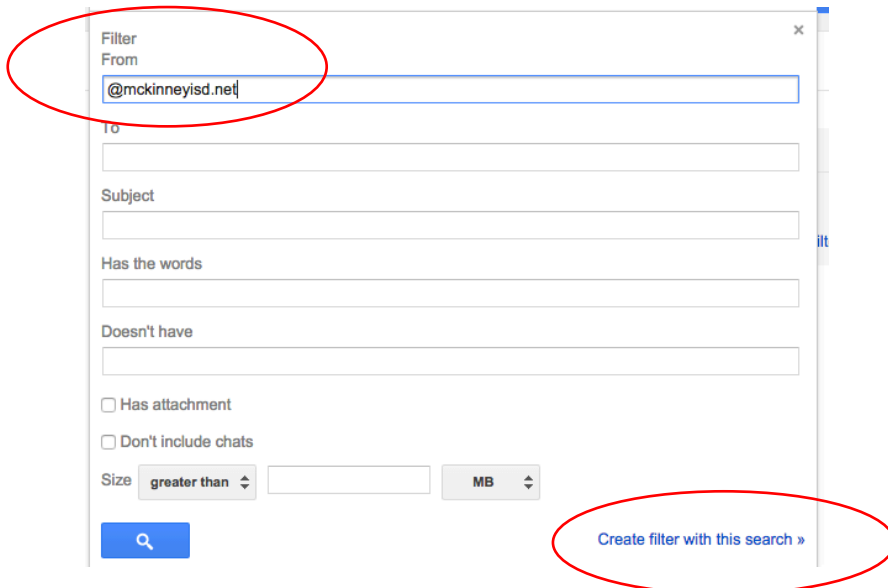 Filter
×
From
@mckinneyisd.net
To
Subject
Has the words
Doesn't have
Has attachment
Don't include chats
Size greater than MB
Create filter with this search »